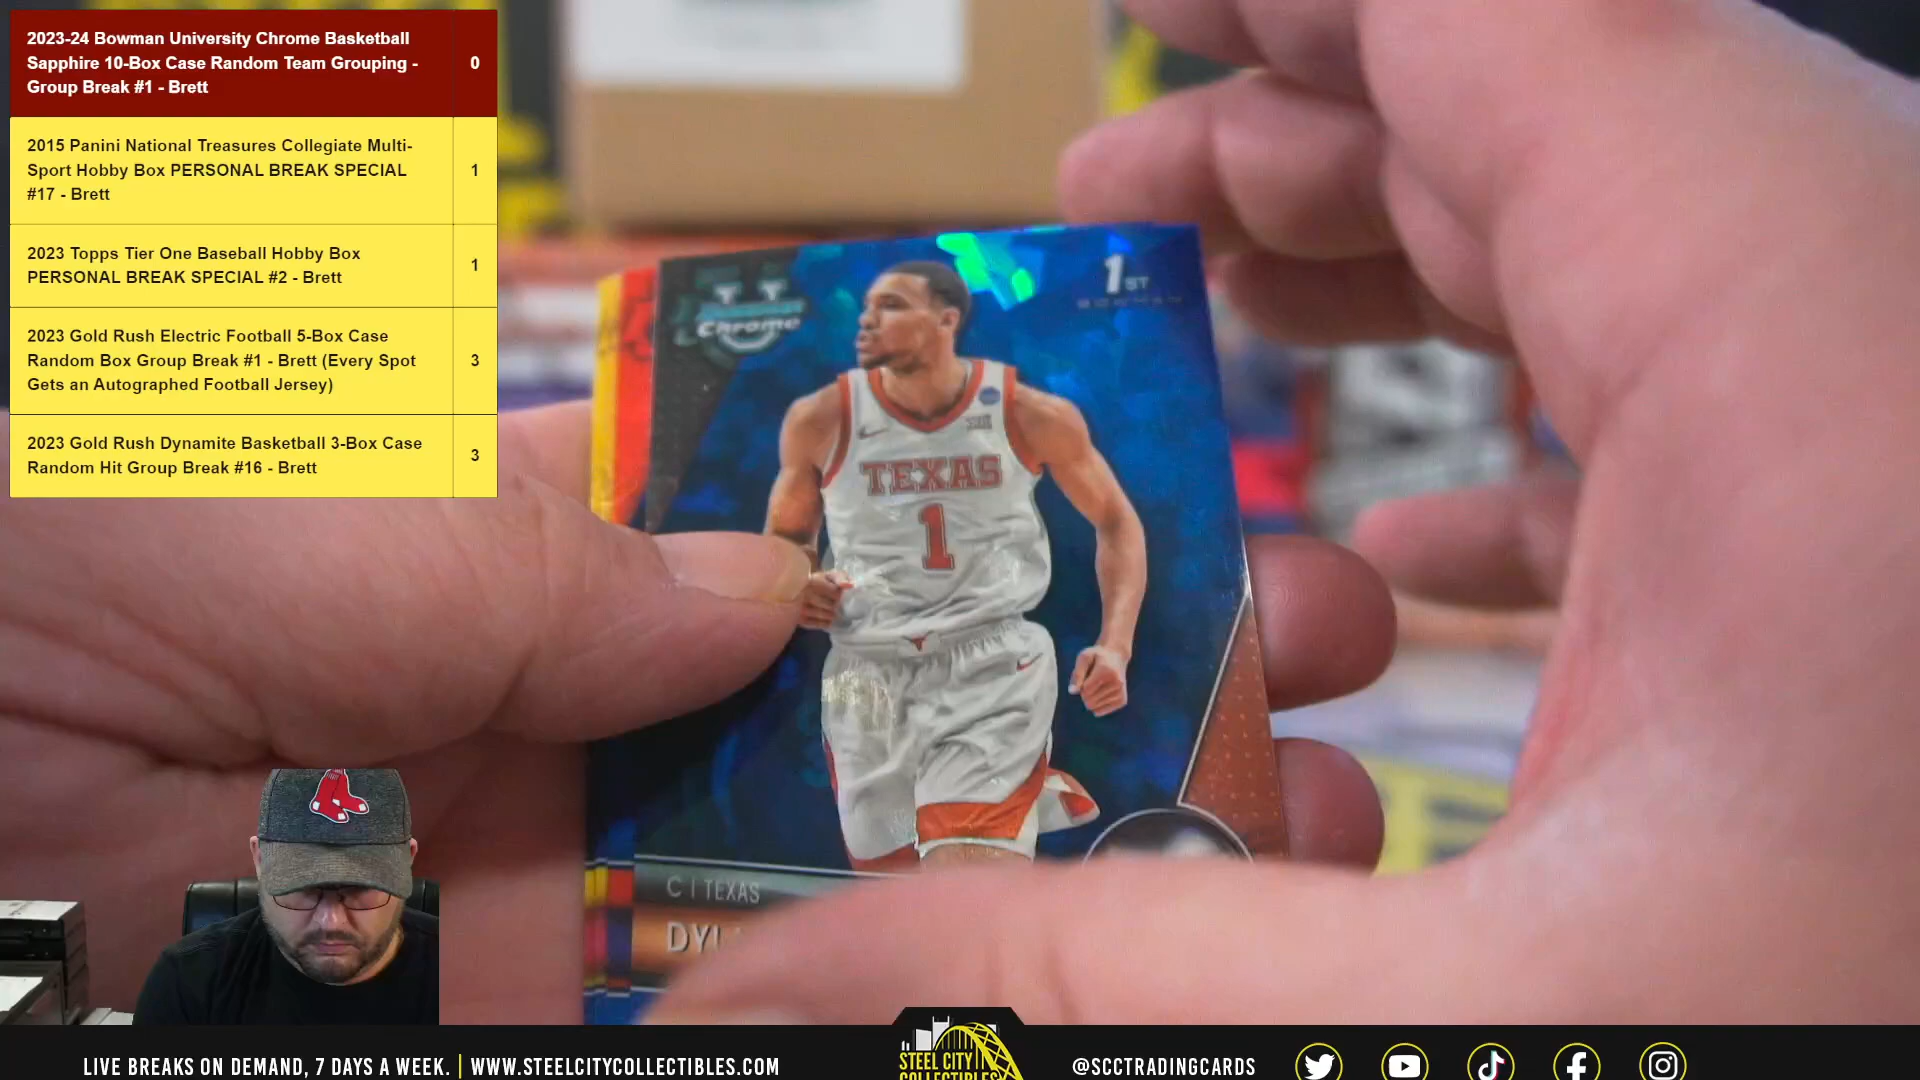 2023-24 Bowman University Chrome Basketball
Sapphire 10-Box Case Random Team Grouping -
Group Break #1 - Brett
0
2015 Panini National Treasures Collegiate Multi-
Sport Hobby Box PERSONAL BREAK SPECIAL
#17 - Brett
1
2023 Topps Tier One Baseball Hobby Box
PERSONAL BREAK SPECIAL #2 - Brett
1
2023 Gold Rush Electric Football 5-Box Case
Random Box Group Break #1 - Brett (Every Spot
Gets an Autographed Football Jersey)
3
2023 Gold Rush Dynamite Basketball 3-Box Case
Random Hit Group Break #16 - Brett
3
1ST
BOWMAN
Chrome
TEXAS
1
C | TEXAS
LIVE BREAKS ON DEMAND, 7 DAYS A WEEK. | WWW.STEELCITYCOLLECTIBLES.COM
STEEL CITY
COLLECTIBLES
@SCCTRADINGCARDS